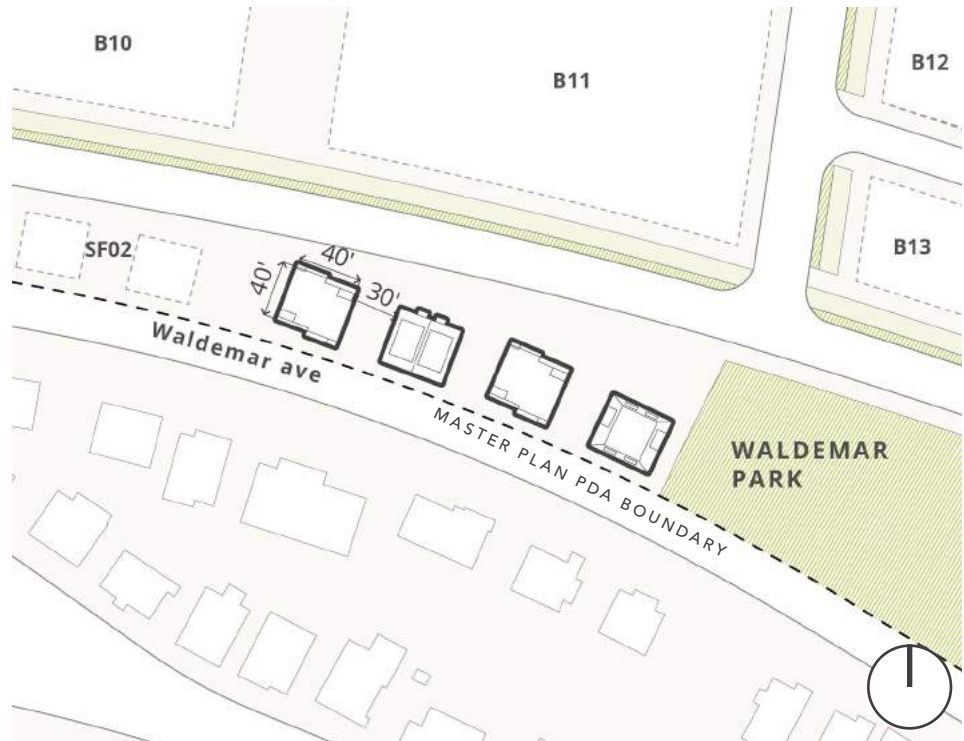 B10
B11
B12
B13
SF02
40'
40'
30'
Waldemar ave
MASTER PLAN PDA BOUNDARY
WALDEMAR
PARK